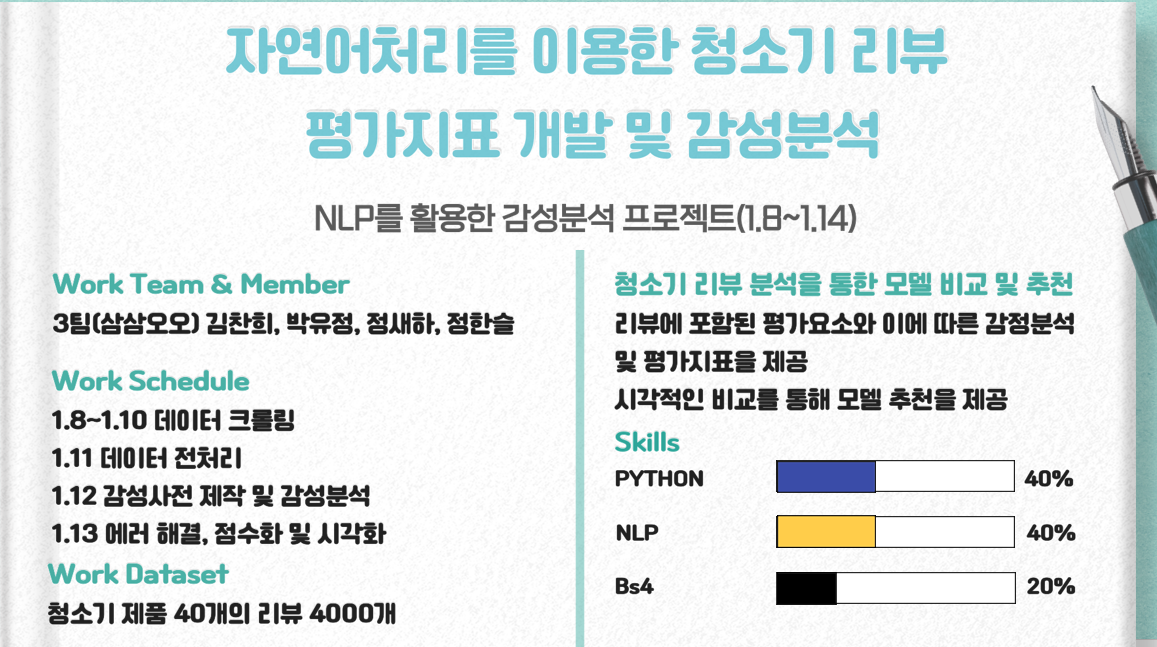 자연어처리를 이용한 청소기 리뷰
평가지표 개발 및 감성분석
NLP를 활용한 감성분석 프로젝트(1.8~1.14)
Work Team & Member
3팀(삼삼오오) 김찬희, 박유정, 정새하, 정한슬
Work Schedule
1.8~1.10 데이터 크롤링
1.11 데이터 전처리
1.12 감성사전 제작 및 감성분석
1.13 에러 해결, 점수화 및 시각화
Work Dataset
청소기 제품 40개의 리뷰 4000개
청소기 리뷰 분석을 통한 모델 비교 및 추천
리뷰에 포함된 평가요소와 이에 따른 감정분석
및 평가지표을 제공
시각적인 비교를 통해 모델 추천을 제공
Skills
PYTHON 40%
NLP 40%
Bs4 20%